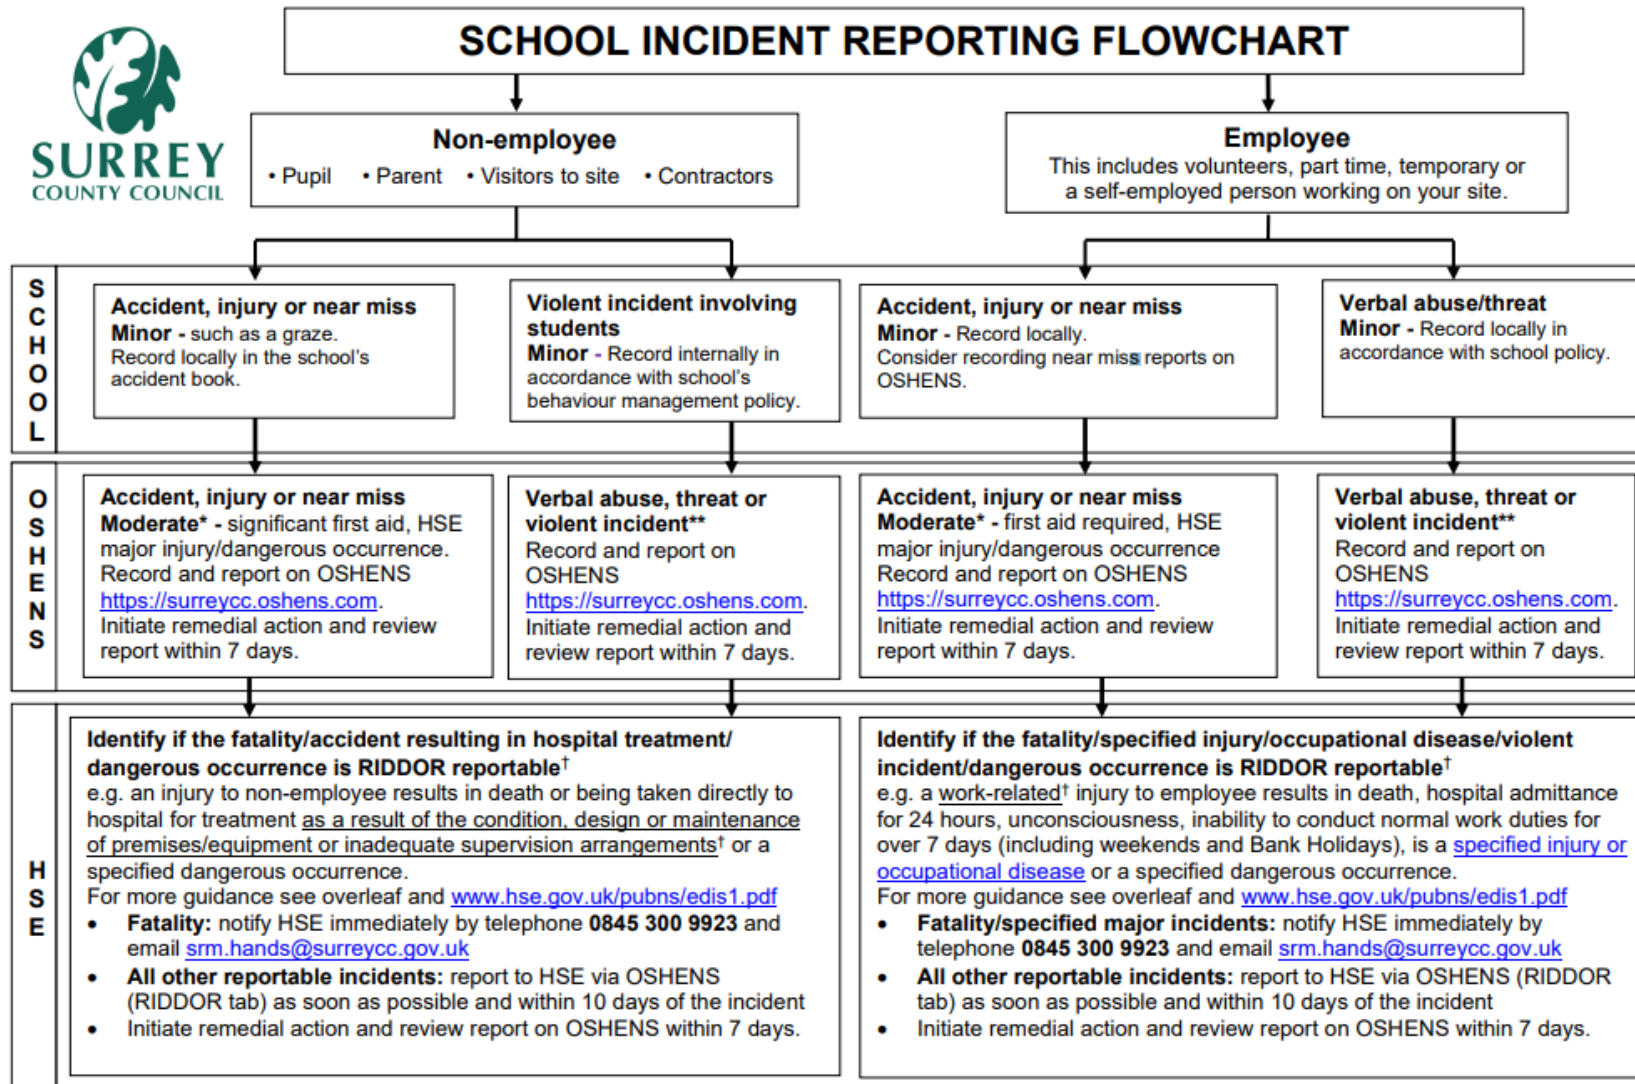 SCHOOL INCIDENT REPORTING FLOWCHART
SURREY
COUNTY COUNCIL
Non-employee
• Pupil • Parent • Visitors to site • Contractors
Employee
This includes volunteers, part time, temporary or
a self-employed person working on your site.
SCHOOL
Accident, injury or near miss
Minor - such as a graze.
Record locally in the school’s
accident book.
Violent incident involving
students
Minor - Record internally in
accordance with school’s
behaviour management policy.
Accident, injury or near miss
Minor - Record locally.
Consider recording near miss reports on
OSHENS.
Verbal abuse/threat
Minor - Record locally in
accordance with school policy.
OSHENS
Accident, injury or near miss
Moderate* - significant first aid, HSE
major injury/dangerous occurrence.
Record and report on OSHENS
https://surreycc.oshens.com.
Initiate remedial action and review
report within 7 days.
Verbal abuse, threat or
violent incident**
Record and report on
OSHENS
https://surreycc.oshens.com.
Initiate remedial action and
review report within 7 days.
Accident, injury or near miss
Moderate* - first aid required, HSE
major injury/dangerous occurrence
Record and report on OSHENS
https://surreycc.oshens.com.
Initiate remedial action and review
report within 7 days.
Verbal abuse, threat or
violent incident**
Record and report on
OSHENS
https://surreycc.oshens.com.
Initiate remedial action and
review report within 7 days.
HSE
Identify if the fatality/accident resulting in hospital treatment/
dangerous occurrence is RIDDOR reportable†
e.g. an injury to non-employee results in death or being taken directly to
hospital for treatment as a result of the condition, design or maintenance
of premises/equipment or inadequate supervision arrangements† or a
specified dangerous occurrence.
For more guidance see overleaf and www.hse.gov.uk/pubns/edis1.pdf
• Fatality: notify HSE immediately by telephone 0845 300 9923 and
email srm.hands@surreycc.gov.uk
• All other reportable incidents: report to HSE via OSHENS
(RIDDOR tab) as soon as possible and within 10 days of the incident
• Initiate remedial action and review report on OSHENS within 7 days.
Identify if the fatality/specified injury/occupational disease/violent
incident/dangerous occurrence is RIDDOR reportable†
e.g. a work-related† injury to employee results in death, hospital admittance
for 24 hours, unconsciousness, inability to conduct normal work duties for
over 7 days (including weekends and Bank Holidays), is a specified injury or
occupational disease or a specified dangerous occurrence.
For more guidance see overleaf and www.hse.gov.uk/pubns/edis1.pdf
• Fatality/specified major incidents: notify HSE immediately by
telephone 0845 300 9923 and email srm.hands@surreycc.gov.uk
• All other reportable incidents: report to HSE via OSHENS (RIDDOR
tab) as soon as possible and within 10 days of the incident
• Initiate remedial action and review report on OSHENS within 7 days.